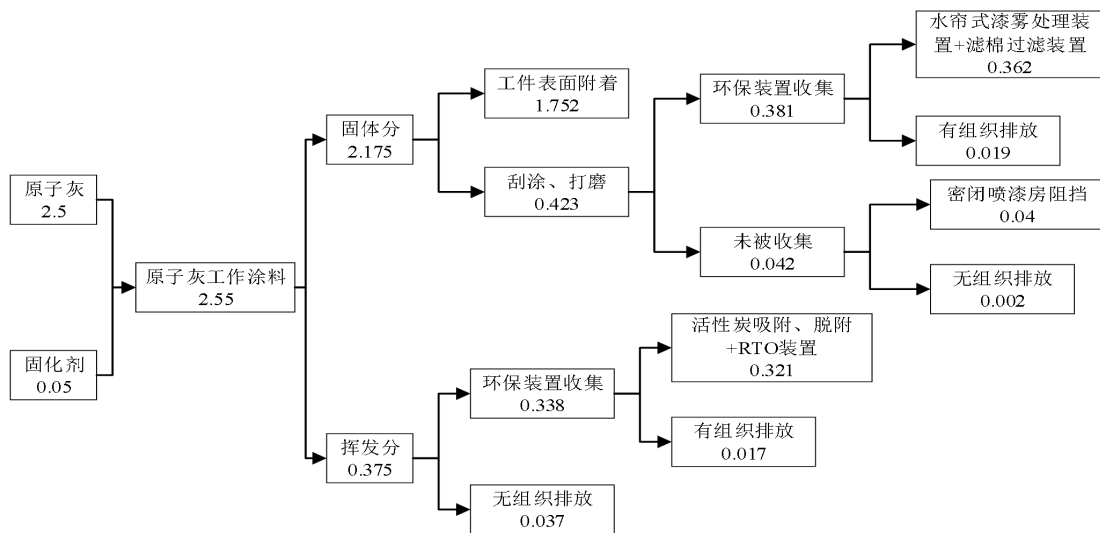 原子灰
2.5
固化剂
0.05
原子灰工作涂料
2.55
固体分
2.175
挥发分
0.375
工件表面附着
1.752
刮涂、打磨
0.423
环保装置收集
0.338
无组织排放
0.037
环保装置收集
0.381
未被收集
0.042
活性炭吸附、脱附
+RTO装置
0.321
有组织排放
0.017
水帘式漆雾处理装
置+滤棉过滤装置
0.362
有组织排放
0.019
密闭喷漆房阻挡
0.04
无组织排放
0.002